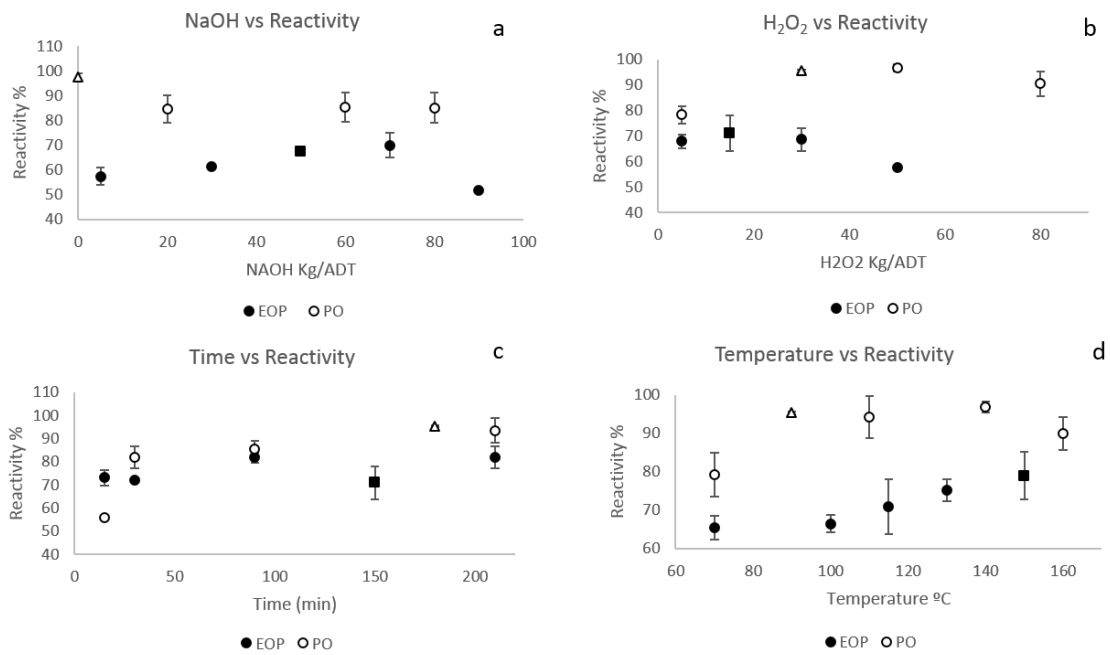 NaOH vs Reactivity
a
110
100
90
80
70
60
50
40
Reactivity %
0 20 40 60 80 100
NAOH Kg/ADT
EOP PO
H₂O₂ vs Reactivity
b
100
90
80
70
60
50
40
Reactivity %
0 20 40 60 80
H2O2 Kg/ADT
EOP PO
Time vs Reactivity
c
110
100
90
80
70
60
50
40
Reactivity %
0 50 100 150 200
Time (min)
EOP PO
Temperature vs Reactivity
d
100
90
80
70
60
Reactivity %
60 80 100 120 140 160
Temperature ºC
EOP PO